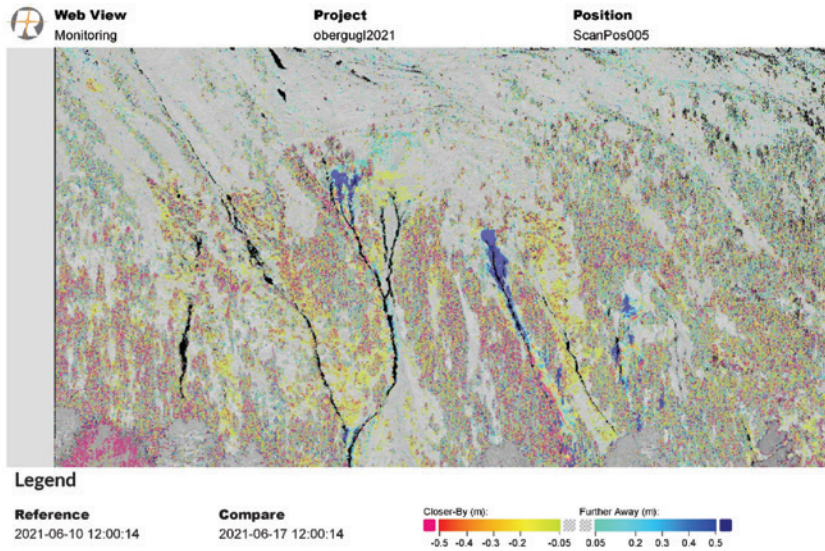 Web View
Monitoring
Project
obergugl2021
Position
ScanPos005
Legend
Reference
2021-06-10 12:00:14
Compare
2021-06-17 12:00:14
Closer-By (m):
Further Away (m):
-0.5 -0.4 -0.3 -0.2 -0.05 0.05 0.2 0.3 0.4 0.5